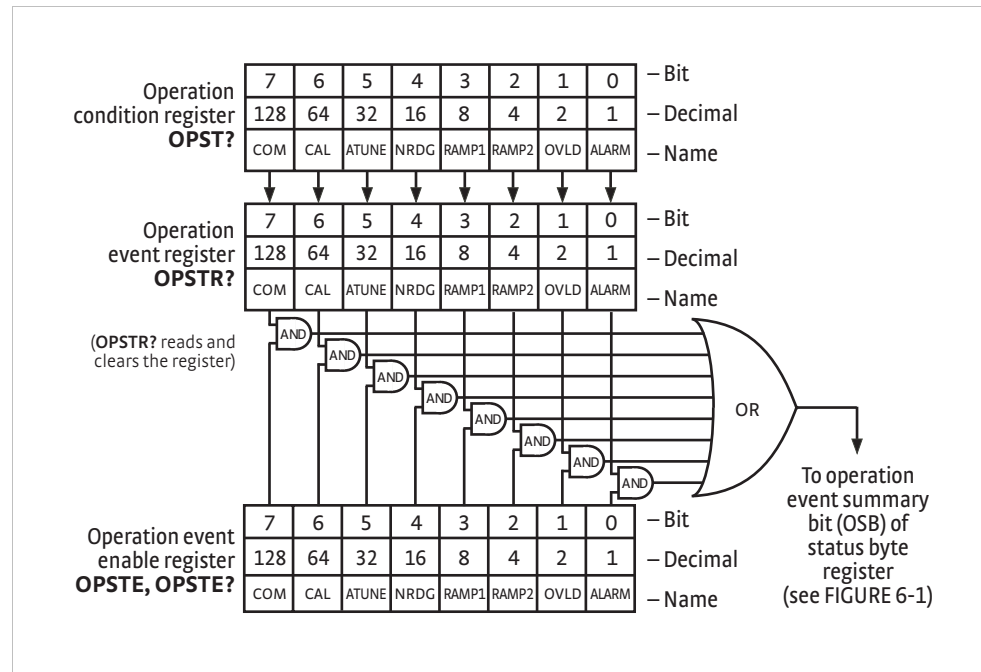 Operation
condition register
OPST?
7 6 5 4 3 2 1 0 – Bit
128 64 32 16 8 4 2 1 – Decimal
COM CAL ATUNE NRDG RAMP1 RAMP2 OVLD ALARM – Name
Operation
event register
OPSTR?
7 6 5 4 3 2 1 0 – Bit
128 64 32 16 8 4 2 1 – Decimal
COM CAL ATUNE NRDG RAMP1 RAMP2 OVLD ALARM – Name
(OPSTR? reads and
clears the register)
AND
AND
AND
AND
AND
AND
AND
AND
OR
To operation
event summary
bit (OSB) of
status byte
register
(see FIGURE 6-1)
Operation event
enable register
OPSTE, OPSTE?
7 6 5 4 3 2 1 0 – Bit
128 64 32 16 8 4 2 1 – Decimal
COM CAL ATUNE NRDG RAMP1 RAMP2 OVLD ALARM – Name